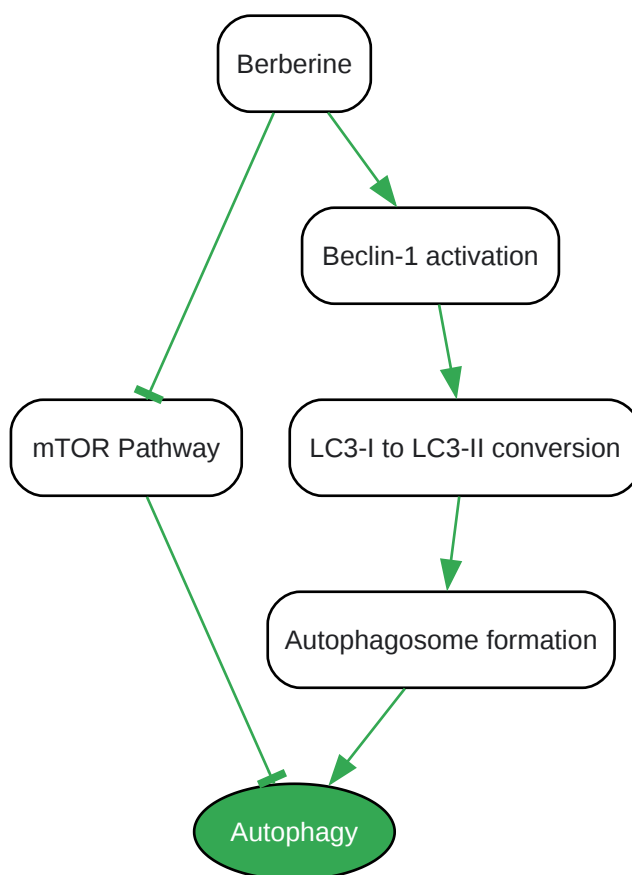 Berberine
Beclin-1 activation
mTOR Pathway
LC3-I to LC3-II conversion
Autophagosome formation
Autophagy